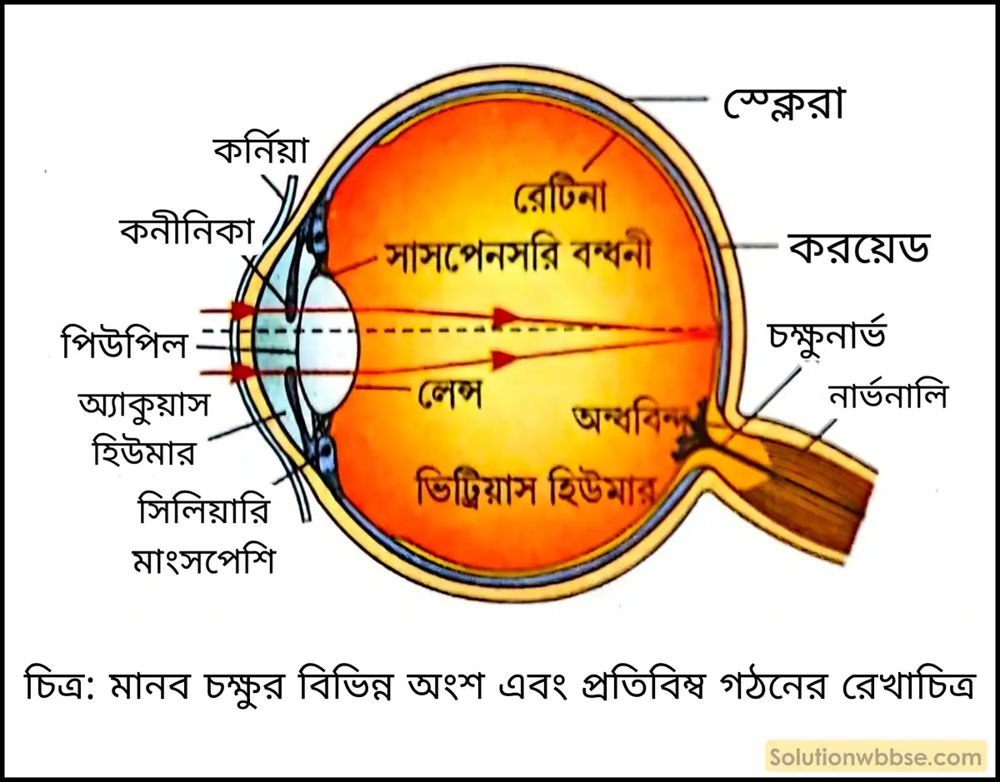 স্ক্লেরা
কর্নিয়া
রেটিনা
কনীনিকা
সাসপেনসরি বন্ধনী
করয়েড
পিউপিল
চক্ষুনার্ভ
লেন্স
নার্ভনালি
অ্যাকুয়াস
হিউমার
অন্ধবিন্দু
ভিট্রিয়াস হিউমার
সিলিয়ারি
মাংসপেশি
চিত্র: মানব চক্ষুর বিভিন্ন অংশ এবং প্রতিবিম্ব গঠনের রেখাচিত্র
Solutionwbbse.com